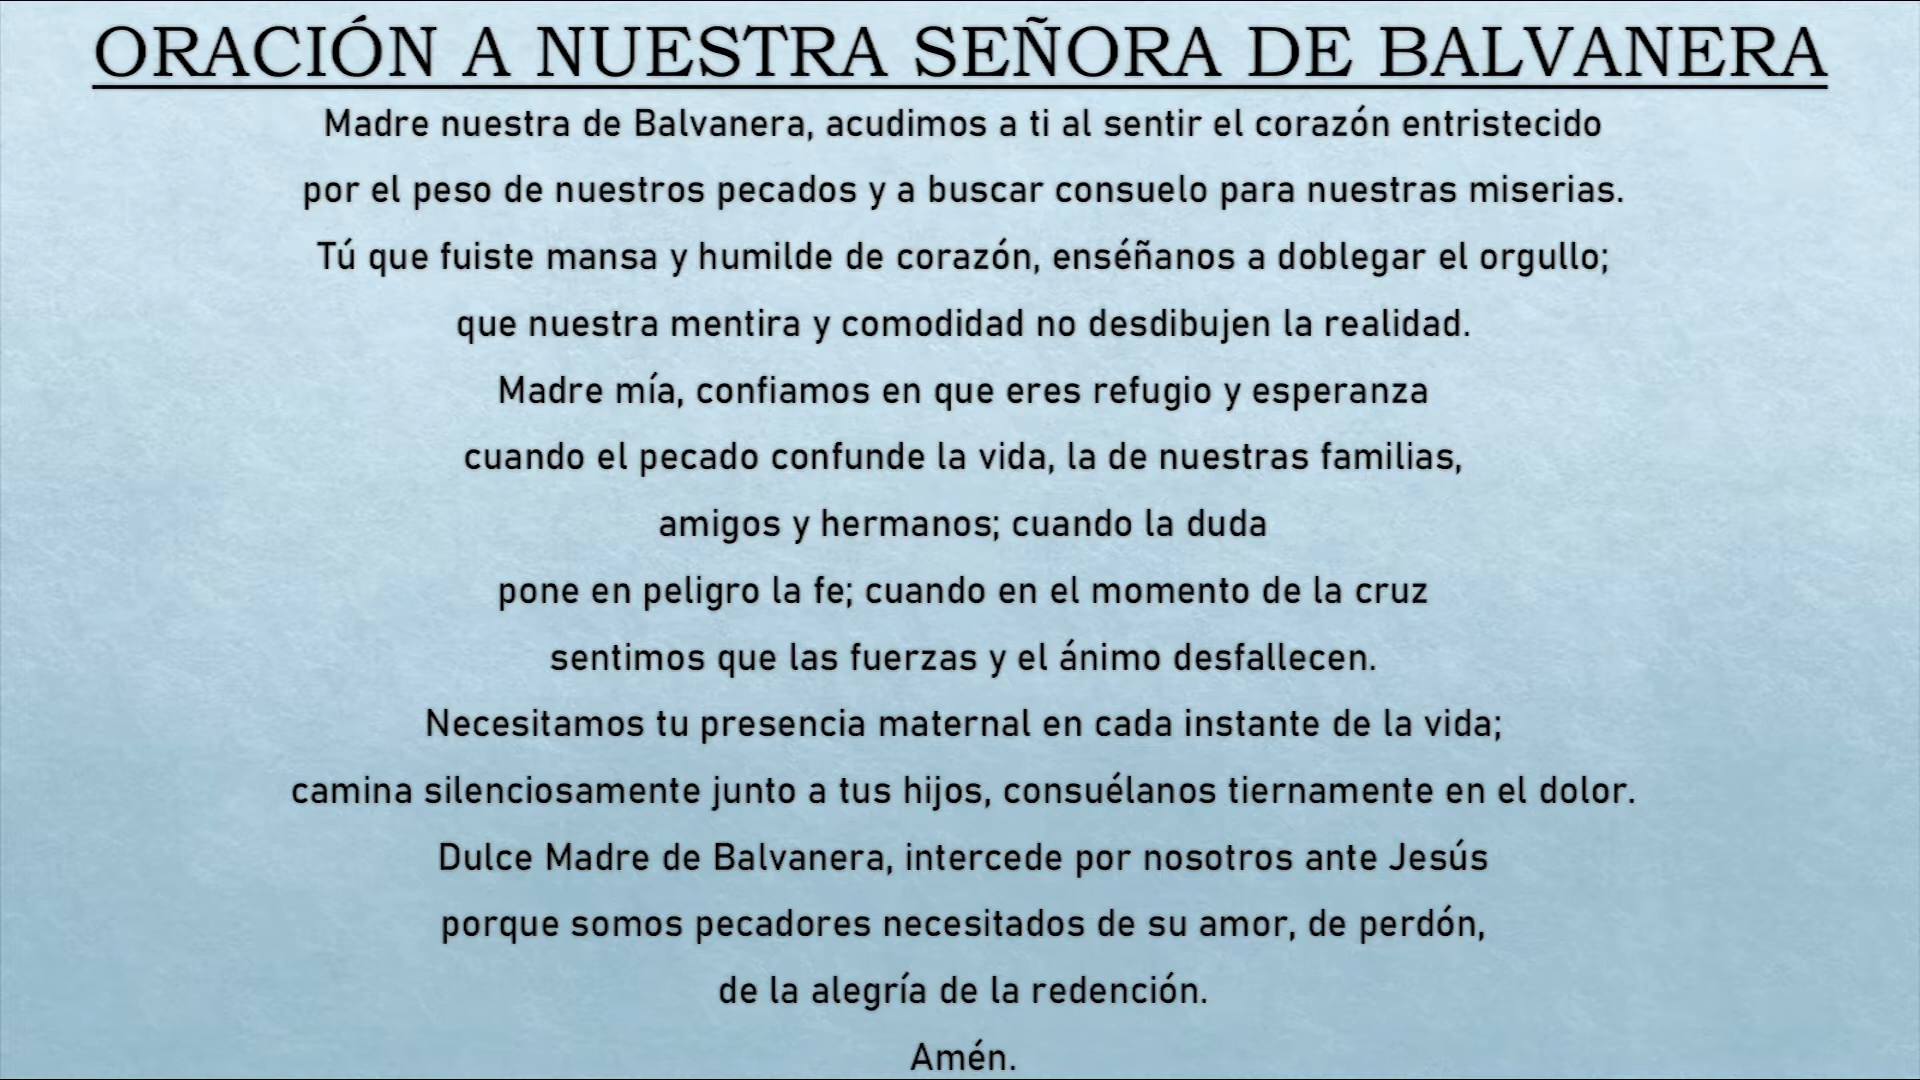 ORACIÓN A NUESTRA SEÑORA DE BALVANERA
Madre nuestra de Balvanera, acudimos a ti al sentir el corazón entristecido
por el peso de nuestros pecados y a buscar consuelo para nuestras miserias.
Tú que fuiste mansa y humilde de corazón, enséñanos a doblegar el orgullo;
que nuestra mentira y comodidad no desdibujen la realidad.
Madre mía, confiamos en que eres refugio y esperanza
cuando el pecado confunde la vida, la de nuestras familias,
amigos y hermanos; cuando la duda
pone en peligro la fe; cuando en el momento de la cruz
sentimos que las fuerzas y el ánimo desfallecen.
Necesitamos tu presencia maternal en cada instante de la vida;
camina silenciosamente junto a tus hijos, consuélanos tiernamente en el dolor.
Dulce Madre de Balvanera, intercede por nosotros ante Jesús
porque somos pecadores necesitados de su amor, de perdón,
de la alegría de la redención.
Amén.